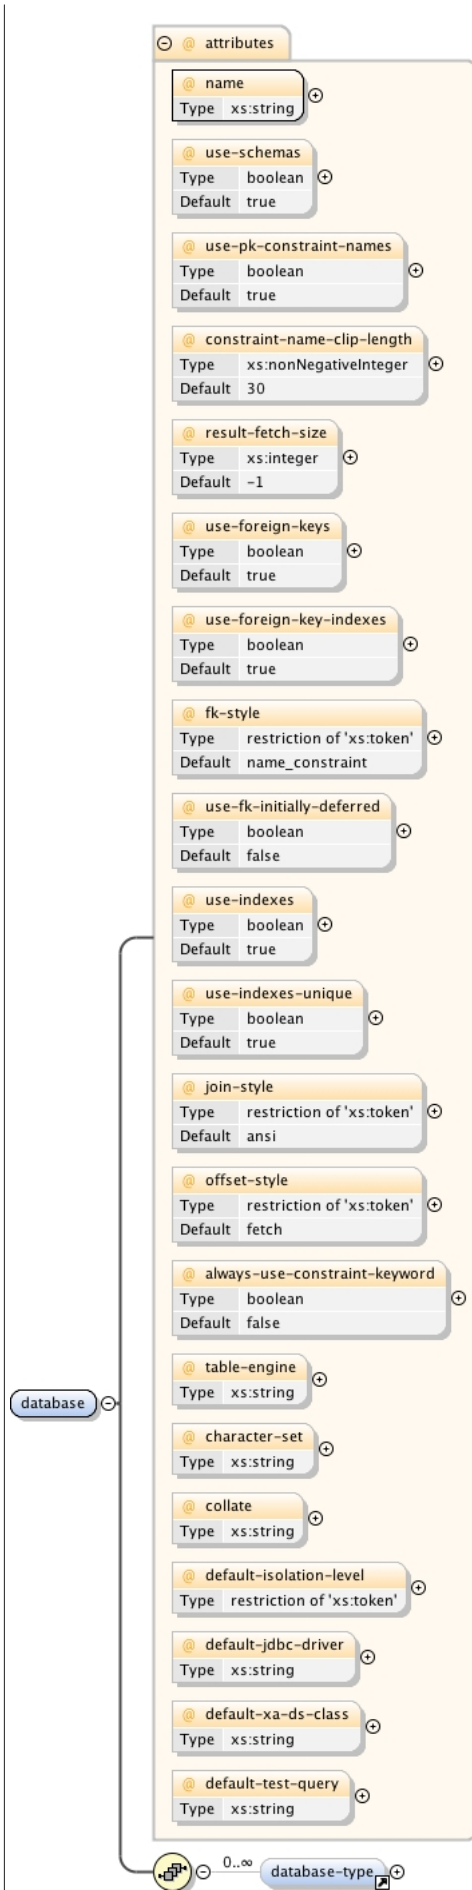 @ attributes
@ name
Type xs:string
@ use-schemas
Type boolean
Default true
@ use-pk-constraint-names
Type boolean
Default true
@ constraint-name-clip-length
Type xs:nonNegativeInteger
Default 30
@ result-fetch-size
Type xs:integer
Default -1
@ use-foreign-keys
Type boolean
Default true
@ use-foreign-key-indexes
Type boolean
Default true
@ fk-style
Type restriction of 'xs:token'
Default name_constraint
@ use-fk-initially-deferred
Type boolean
Default false
@ use-indexes
Type boolean
Default true
@ use-indexes-unique
Type boolean
Default true
@ join-style
Type restriction of 'xs:token'
Default ansi
@ offset-style
Type restriction of 'xs:token'
Default fetch
@ always-use-constraint-keyword
Type boolean
Default false
@ table-engine
Type xs:string
database
@ character-set
Type xs:string
@ collate
Type xs:string
@ default-isolation-level
Type restriction of 'xs:token'
@ default-jdbc-driver
Type xs:string
@ default-xa-ds-class
Type xs:string
@ default-test-query
Type xs:string
0..∞
database-type